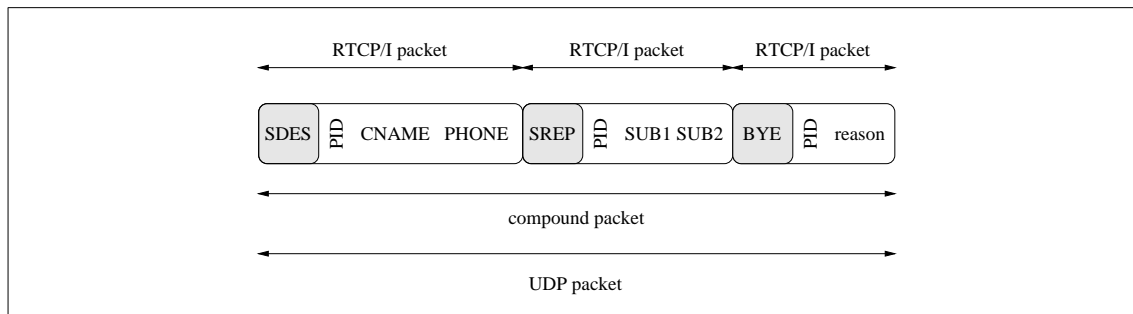 RTCP/I packet RTCP/I packet RTCP/I packet
SDES PID CNAME PHONE SREP PID SUB1 SUB2 BYE PID reason
compound packet
UDP packet